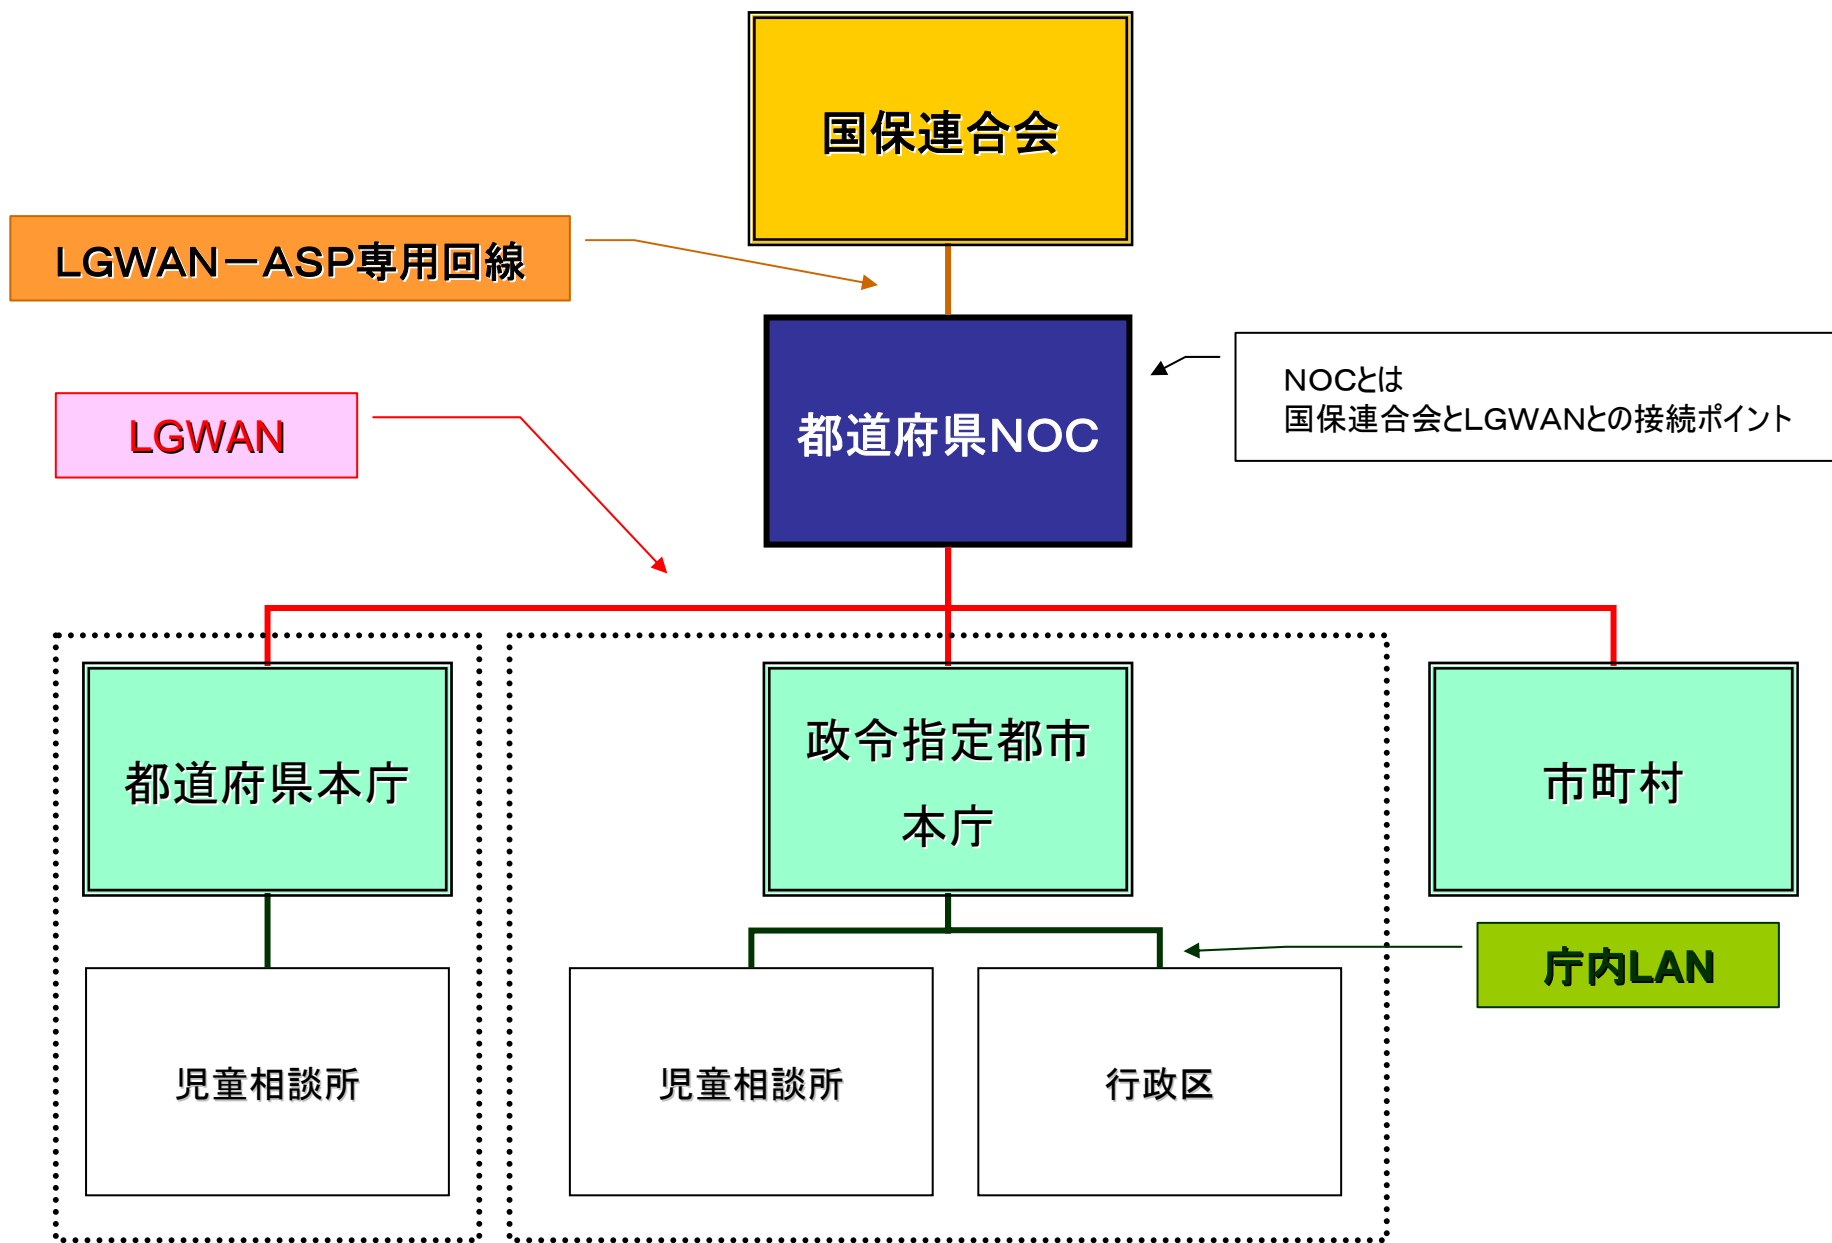 国保連合会
LGWAN－ASP専用回線
NOCとは
国保連合会とLGWANとの接続ポイント
LGWAN
都道府県NOC
都道府県本庁
政令指定都市
本庁
市町村
庁内LAN
児童相談所
児童相談所
行政区